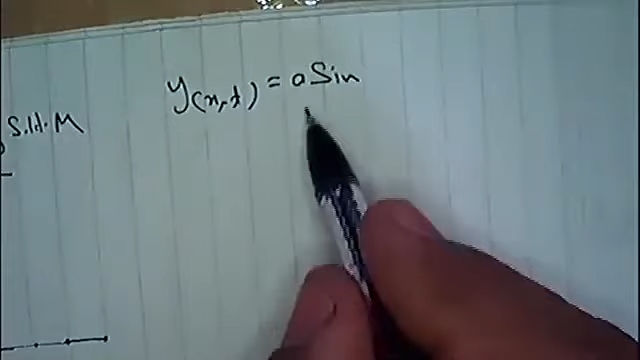 y(x,t) = a Sin
S.H.M